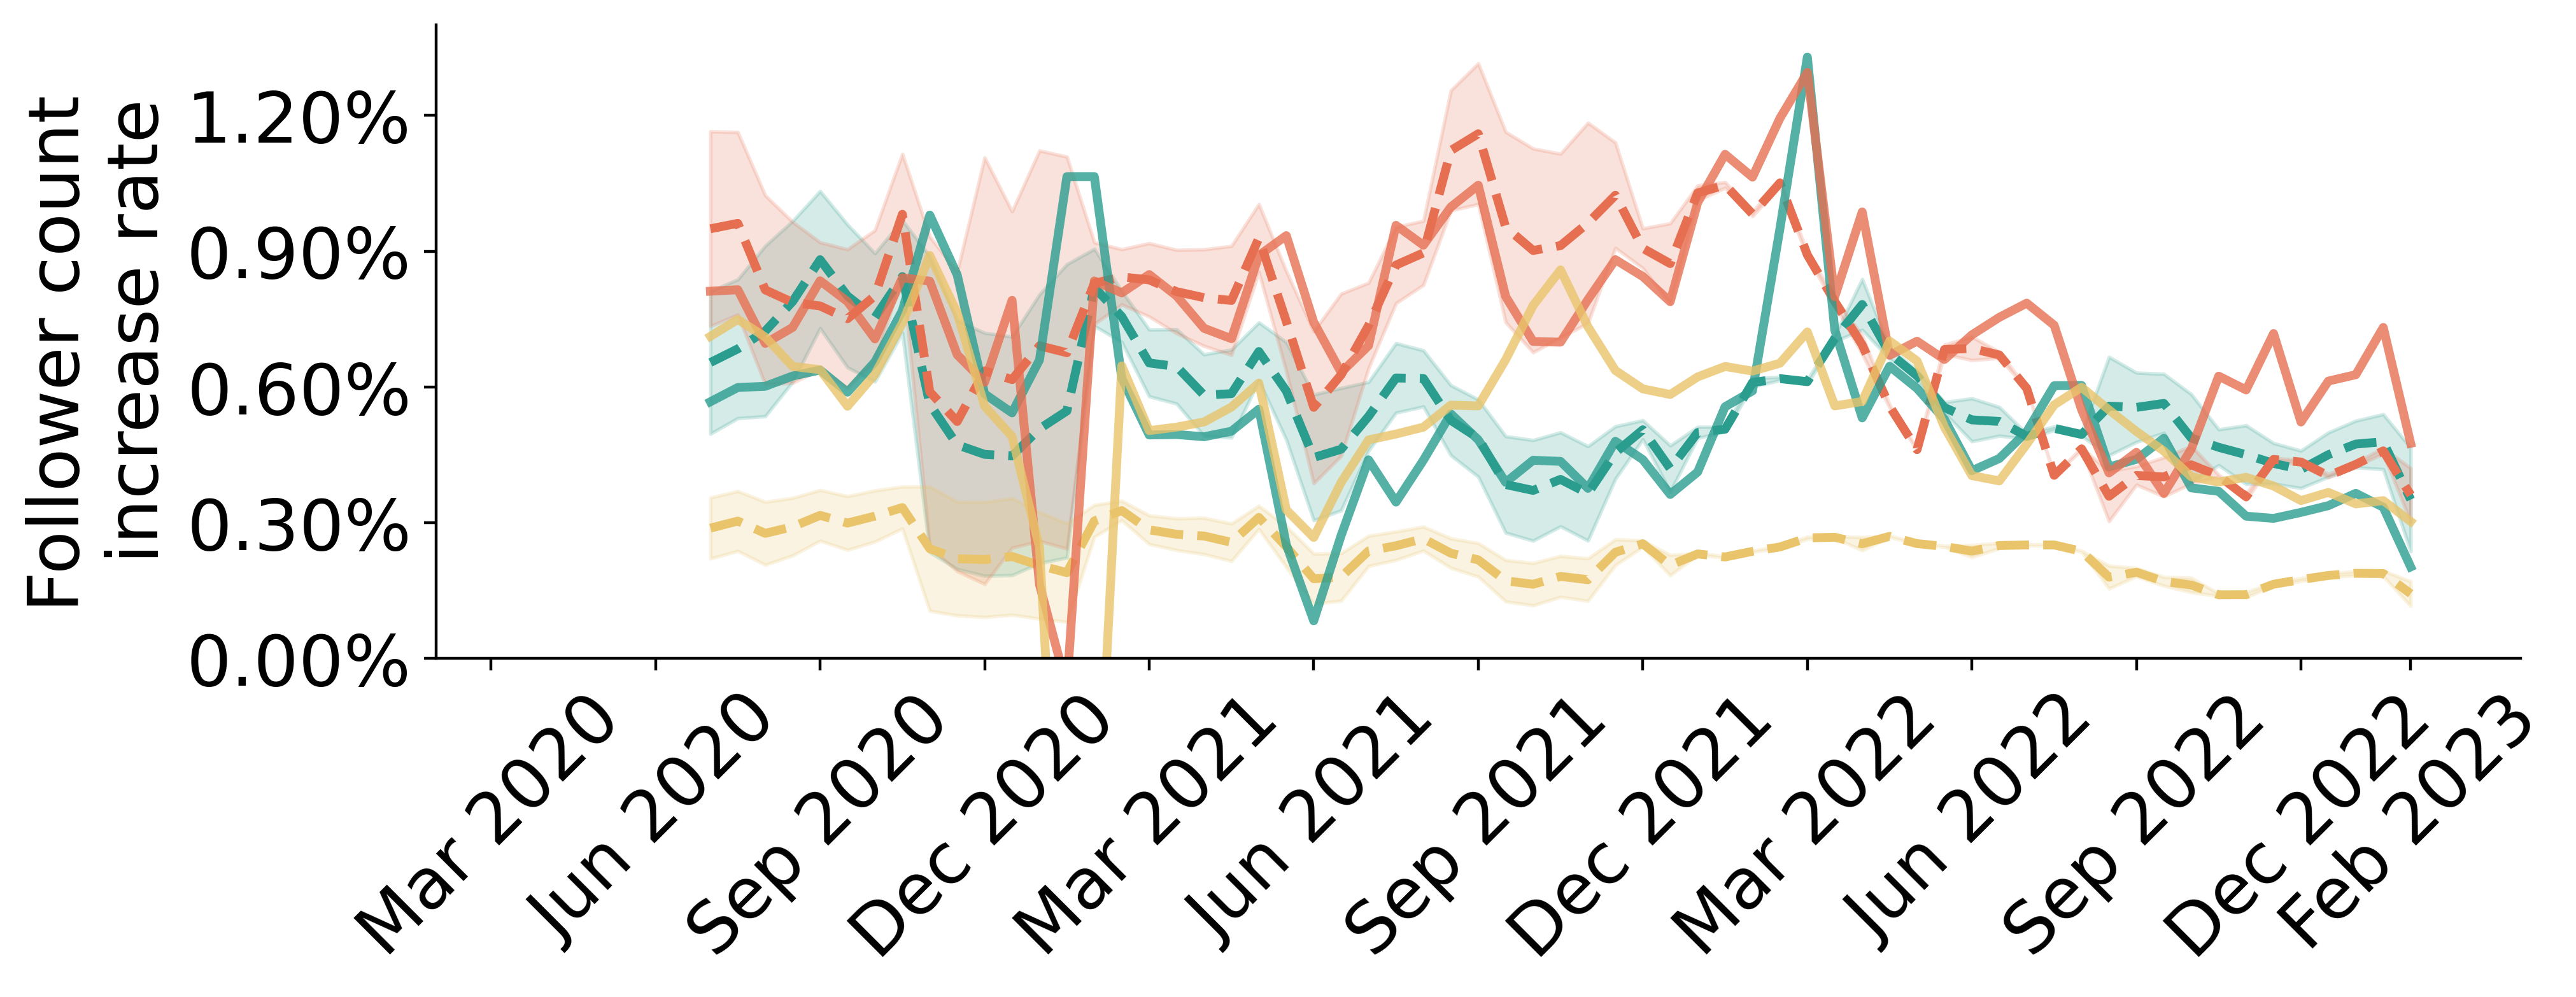 Follower count
increase rate
1.20%
0.90%
0.60%
0.30%
0.00%
Mar 2020
Jun 2020
Sep 2020
Dec 2020
Mar 2021
Jun 2021
Sep 2021
Dec 2021
Mar 2022
Jun 2022
Sep 2022
Dec 2022
Feb 2023